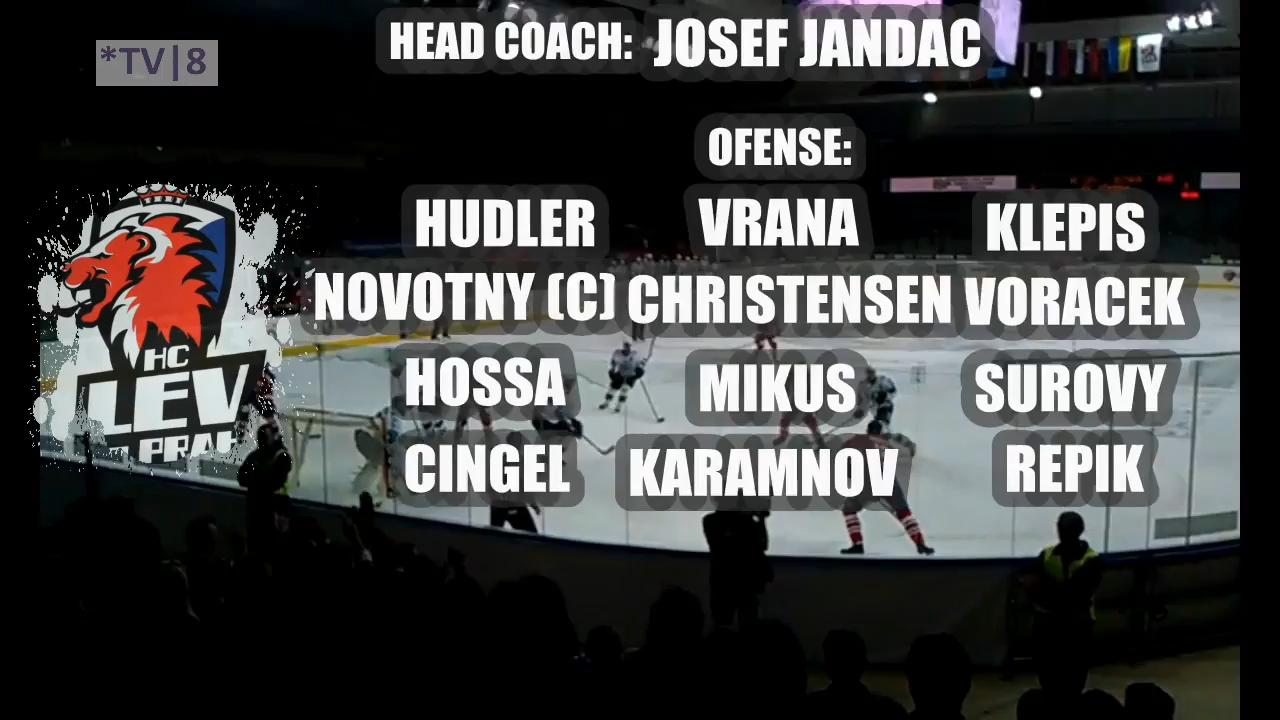 HEAD COACH: JOSEF JANDAC
*TV|8
OFENSE:
HUDLER VRANA KLEPIS
NOVOTNY (C) CHRISTENSEN VORACEK
HOSSA MIKUS SUROVY
CINGEL KARAMNOV REPIK
HC
LEV
PRAH